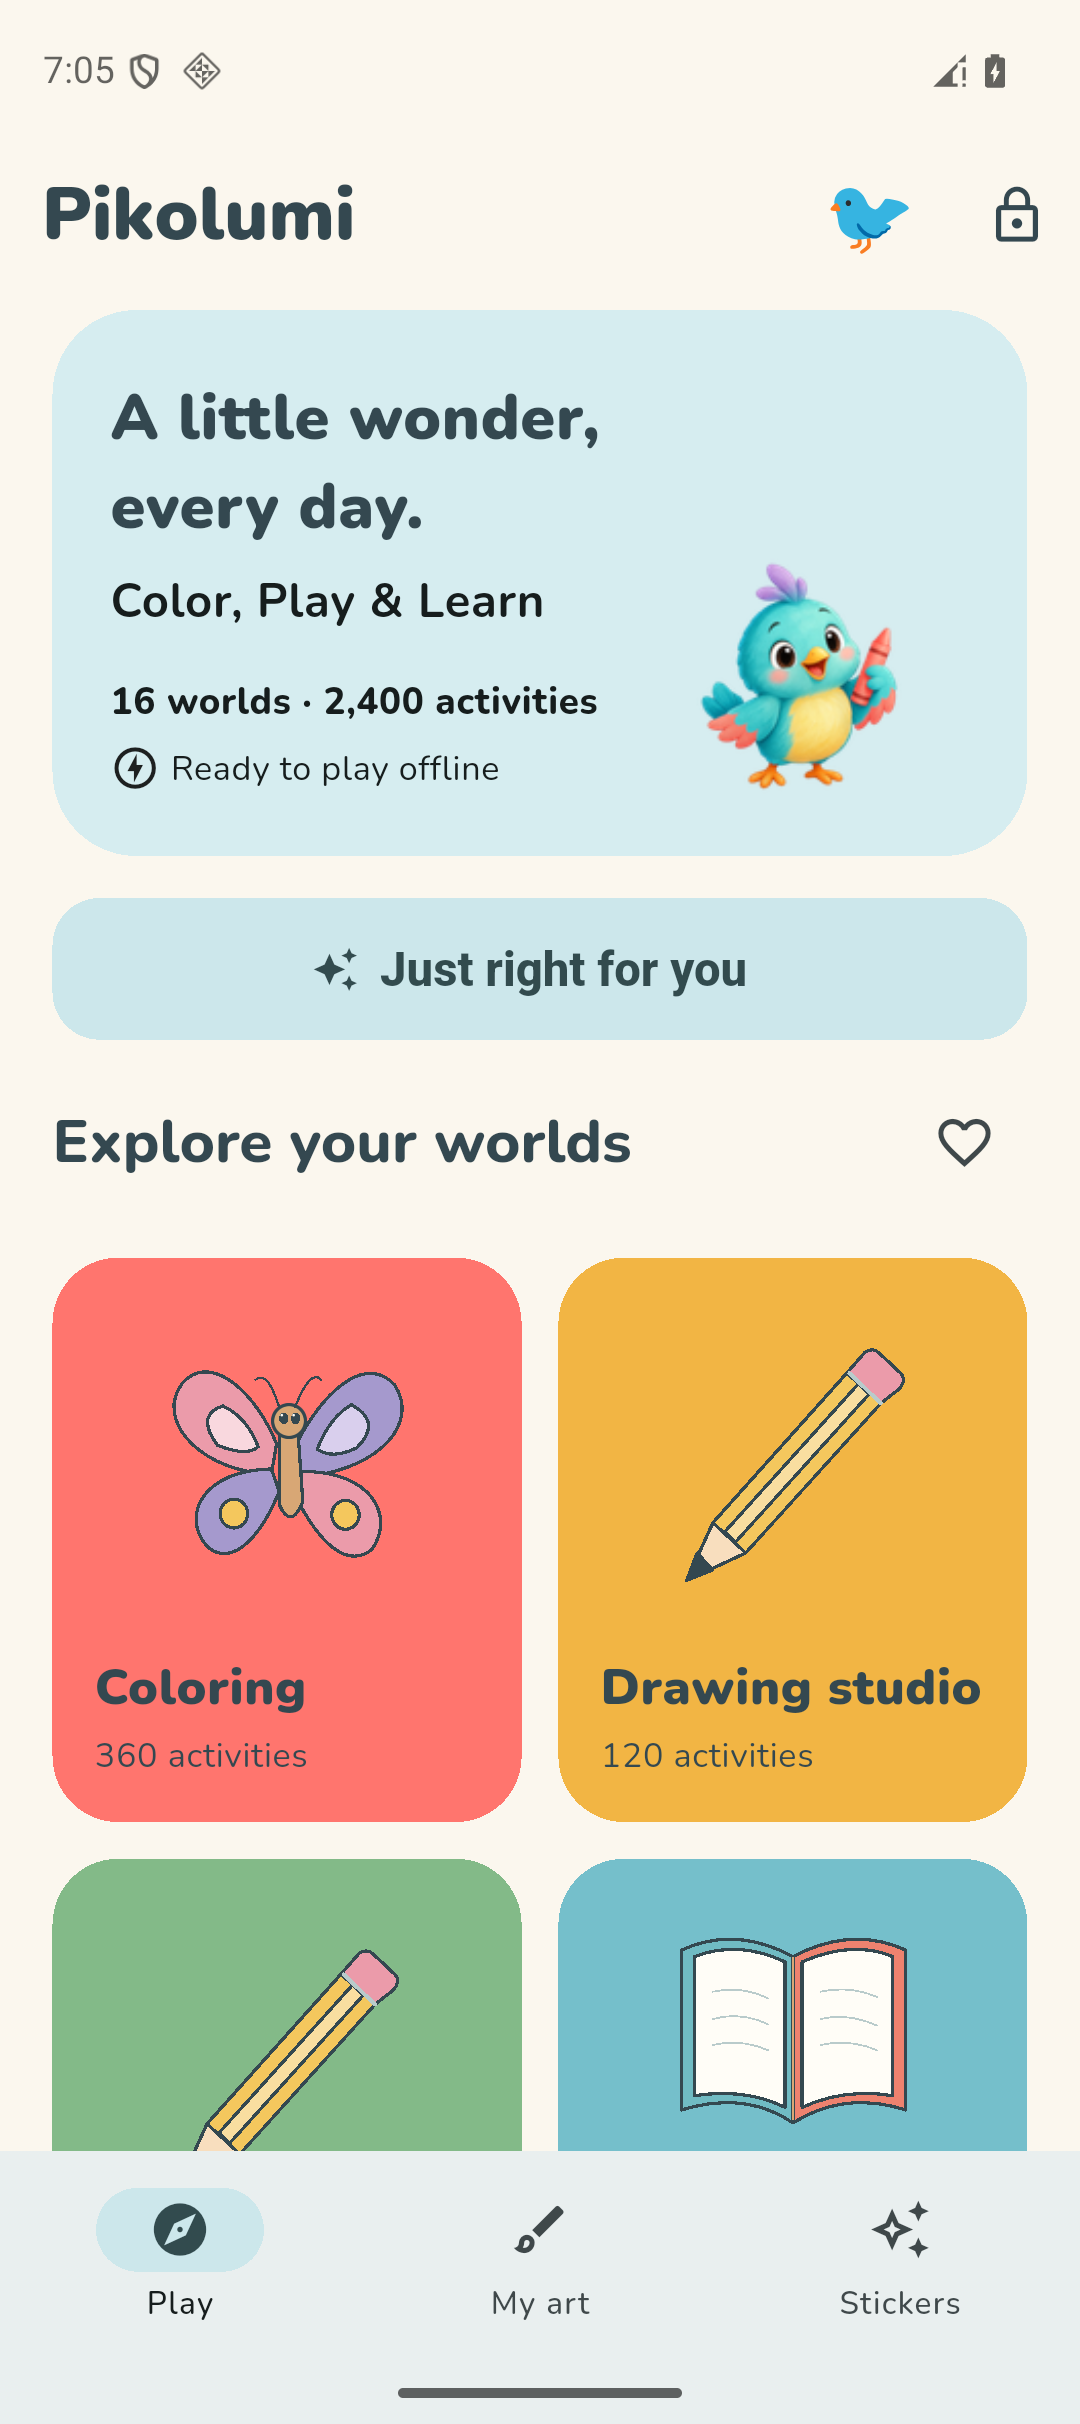 7:05
Pikolumi
A little wonder,
every day.
Color, Play & Learn
16 worlds · 2,400 activities
Ready to play offline
Just right for you
Explore your worlds
Coloring
360 activities
Drawing studio
120 activities
Play
My art
Stickers